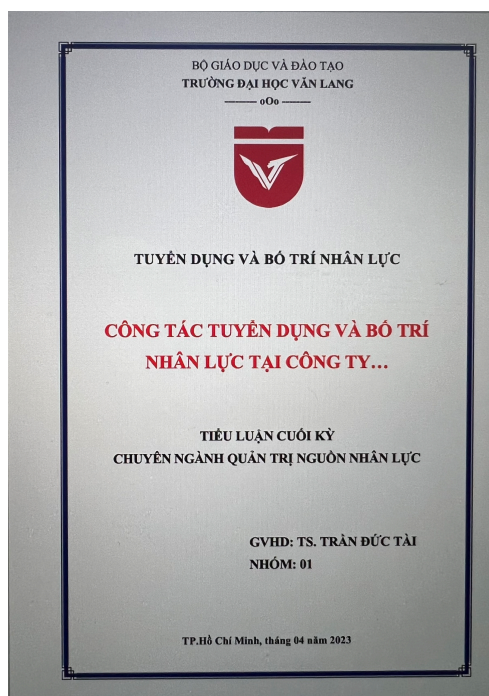 BỘ GIÁO DỤC VÀ ĐÀO TẠO
TRƯỜNG ĐẠI HỌC VĂN LANG
-------- oOo --------
TUYỂN DỤNG VÀ BỐ TRÍ NHÂN LỰC
CÔNG TÁC TUYỂN DỤNG VÀ BỐ TRÍ
NHÂN LỰC TẠI CÔNG TY…
TIỂU LUẬN CUỐI KỲ
CHUYÊN NGÀNH QUẢN TRỊ NGUỒN NHÂN LỰC
GVHD: TS. TRẦN ĐỨC TÀI
NHÓM: 01
TP.Hồ Chí Minh, tháng 04 năm 2023